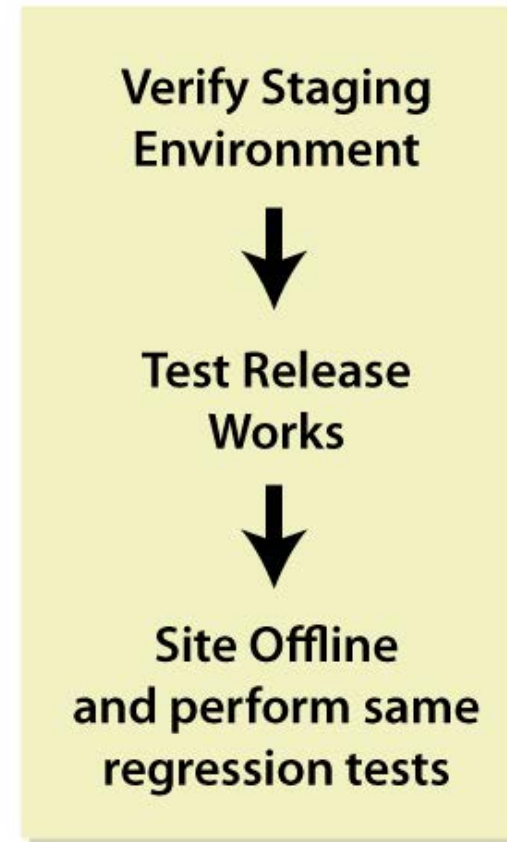 Verify Staging
Environment
Test Release
Works
Site Offline
and perform same
regression tests